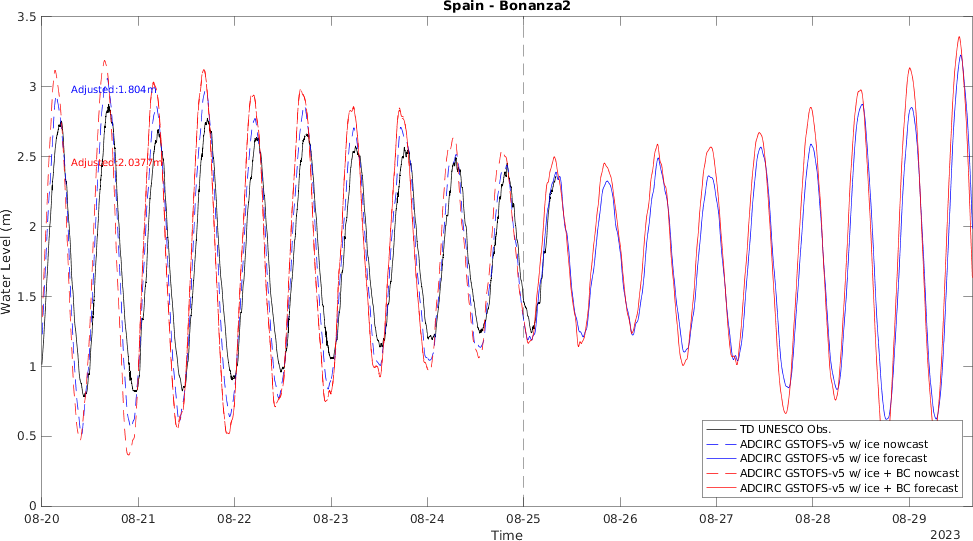 Spain - Bonanza2
3.5
3
2.5
2
1.5
1
0.5
0
Water Level (m)
Adjusted:1.804m
Adjusted:2.0377m
TD UNESCO Obs.
ADCIRC GSTOFS-v5 w/ ice nowcast
ADCIRC GSTOFS-v5 w/ ice forecast
ADCIRC GSTOFS-v5 w/ ice + BC nowcast
ADCIRC GSTOFS-v5 w/ ice + BC forecast
08-20 08-21 08-22 08-23 08-24 08-25 08-26 08-27 08-28 08-29
Time
2023